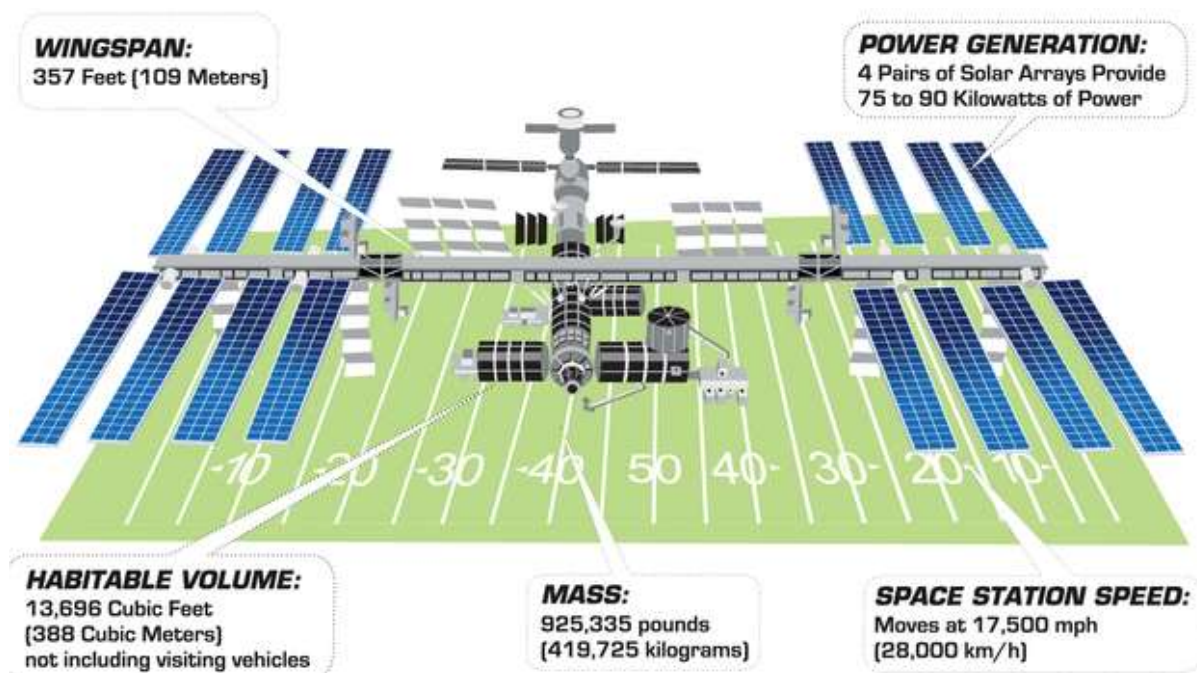 WINGSPAN:
357 Feet (109 Meters)
POWER GENERATION:
4 Pairs of Solar Arrays Provide
75 to 90 Kilowatts of Power
-10 -20 -30 -40 50 40- 30- 20- 10-
HABITABLE VOLUME:
13,696 Cubic Feet
(388 Cubic Meters)
not including visiting vehicles
MASS:
925,335 pounds
(419,725 kilograms)
SPACE STATION SPEED:
Moves at 17,500 mph
(28,000 km/h)